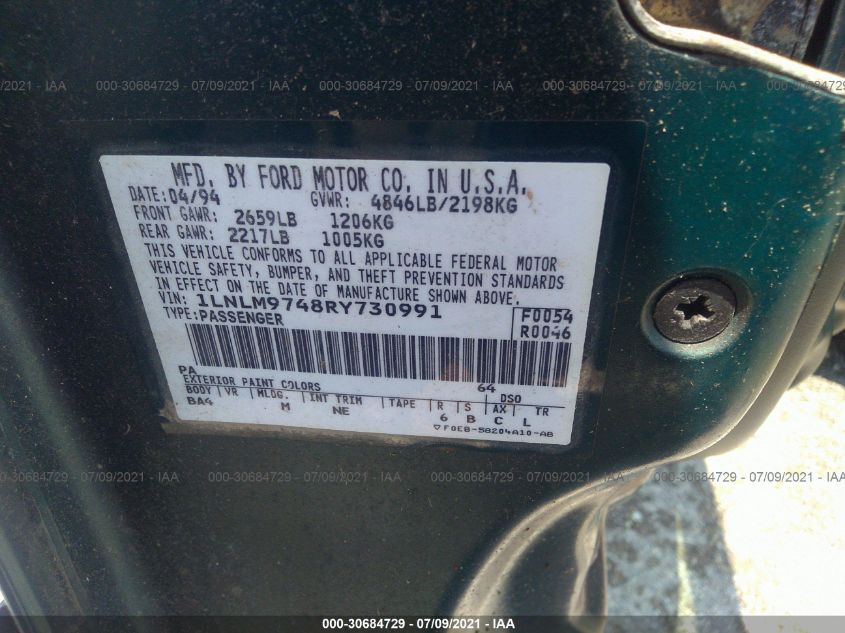 000-30684729 - 07/09/2021 - IAA
MFD. BY FORD MOTOR CO. IN U.S.A.
DATE: 04/94 GVWR: 4846LB/2198KG
FRONT GAWR: 2659LB 1206KG
REAR GAWR: 2217LB 1005KG
THIS VEHICLE CONFORMS TO ALL APPLICABLE FEDERAL MOTOR
VEHICLE SAFETY, BUMPER, AND THEFT PREVENTION STANDARDS
IN EFFECT ON THE DATE OF MANUFACTURE SHOWN ABOVE.
VIN: 1LNLM9748RY730991 F0054
TYPE: PASSENGER R0046
PA 64
EXTERIOR PAINT COLORS DSO
BODY VR MLDG. INT TRIM TAPE R S AX TR
BA4 M NE 6 B C L
▽F0EB-58204A10-AB
000-30684729 - 07/09/2021 - IAA
000-30684729 - 07/09/2021 - IAA